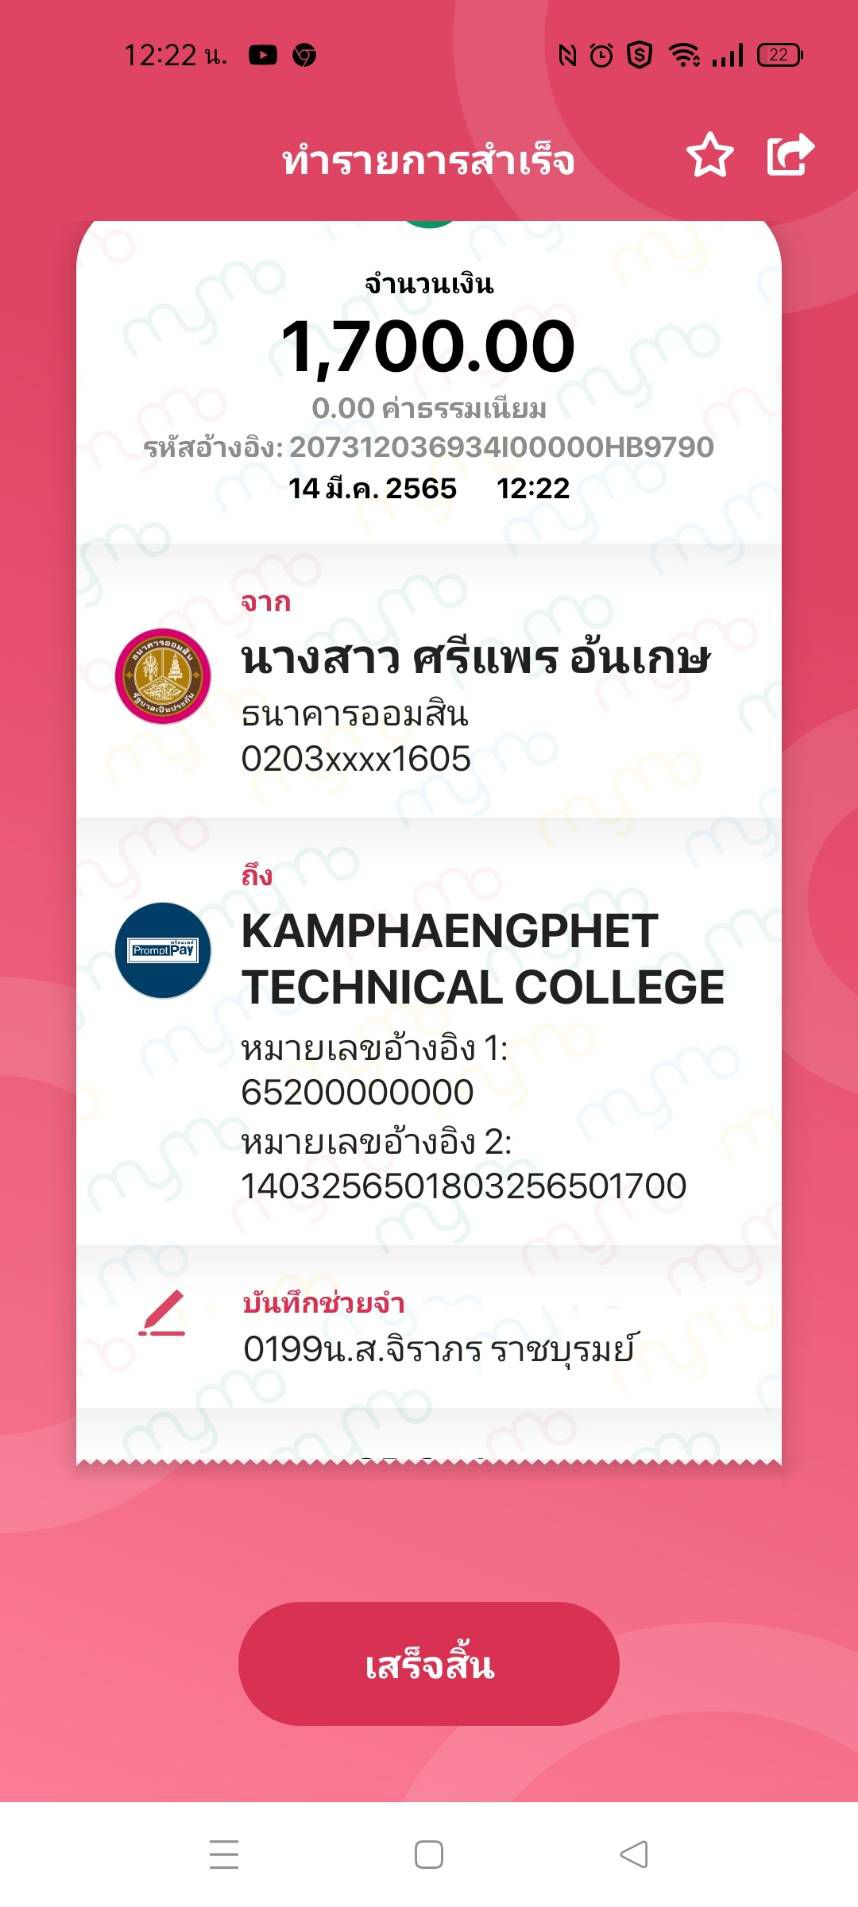 12:22 น.
22
ทำรายการสำเร็จ
จำนวนเงิน
1,700.00
0.00 ค่าธรรมเนียม
รหัสอ้างอิง: 207312036934I00000HB9790
14 มี.ค. 2565 12:22
จาก
นางสาว ศรีแพร อ้นเกษ
ธนาคารออมสิน
0203xxxx1605
ถึง
PromptPay
KAMPHAENGPHET
TECHNICAL COLLEGE
หมายเลขอ้างอิง 1:
65200000000
หมายเลขอ้างอิง 2:
1403256501803256501700
บันทึกช่วยจำ
0199น.ส.จิราภร ราชบุรมย์
เสร็จสิ้น